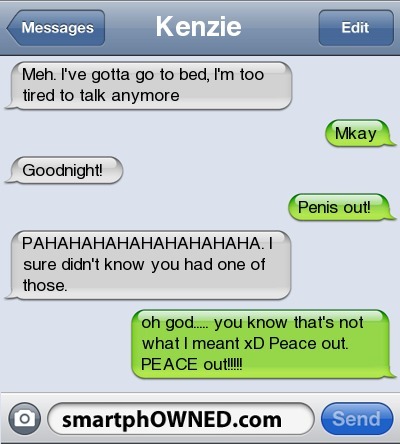 Messages
Kenzie
Edit
Meh. I've gotta go to bed, I'm too
tired to talk anymore
Mkay
Goodnight!
Penis out!
PAHAHAHAHAHAHAHAHAHA. I
sure didn't know you had one of
those.
oh god..... you know that's not
what I meant xD Peace out.
PEACE out!!!!!
smartphOWNED.com
Send